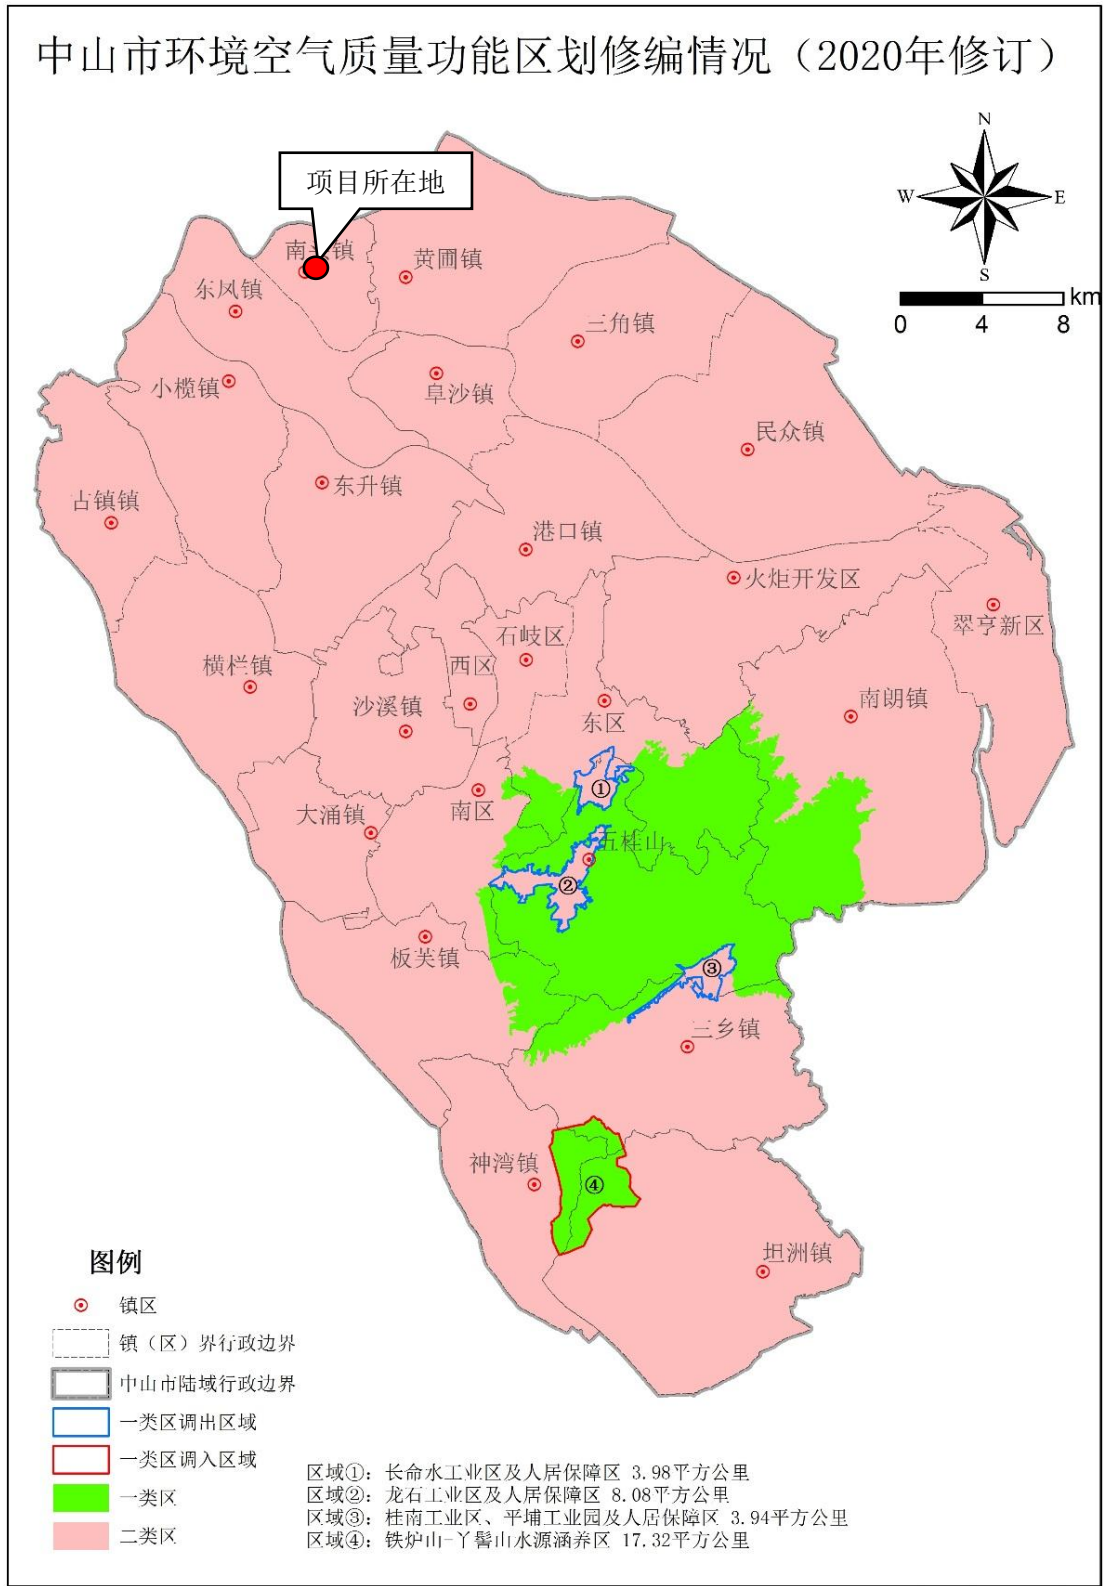 中山市环境空气质量功能区划修编情况（2020年修订）
N
W
E
S
km
0 4 8
项目所在地
南头镇
黄圃镇
东凤镇
三角镇
小榄镇
阜沙镇
民众镇
东升镇
古镇镇
港口镇
火炬开发区
翠亨新区
石岐区
横栏镇
西区
沙溪镇
东区
南朗镇
①
南区
大涌镇
五桂山
②
板芙镇
③
三乡镇
神湾镇
④
坦洲镇
图例
镇区
镇（区）界行政边界
中山市陆域行政边界
一类区调出区域
一类区调入区域
一类区
二类区
区域①：长命水工业区及人居保障区 3.98平方公里
区域②：龙石工业区及人居保障区 8.08平方公里
区域③：桂南工业区、平埔工业园及人居保障区 3.94平方公里
区域④：铁炉山-丫髻山水源涵养区 17.32平方公里